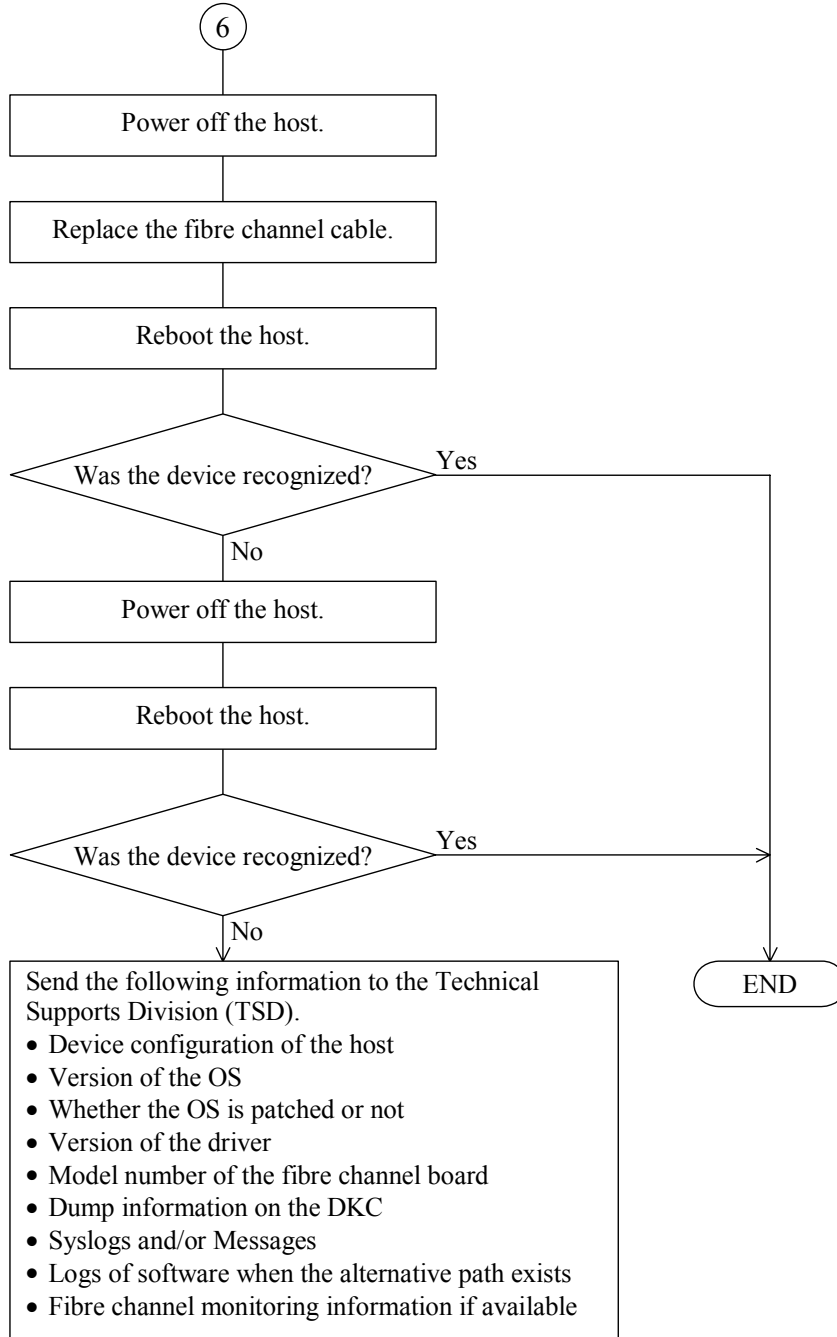 6
Power off the host.
Replace the fibre channel cable.
Reboot the host.
Was the device recognized?
Yes
No
Power off the host.
Reboot the host.
Was the device recognized?
Yes
No
Send the following information to the Technical
Supports Division (TSD).
• Device configuration of the host
• Version of the OS
• Whether the OS is patched or not
• Version of the driver
• Model number of the fibre channel board
• Dump information on the DKC
• Syslogs and/or Messages
• Logs of software when the alternative path exists
• Fibre channel monitoring information if available
END